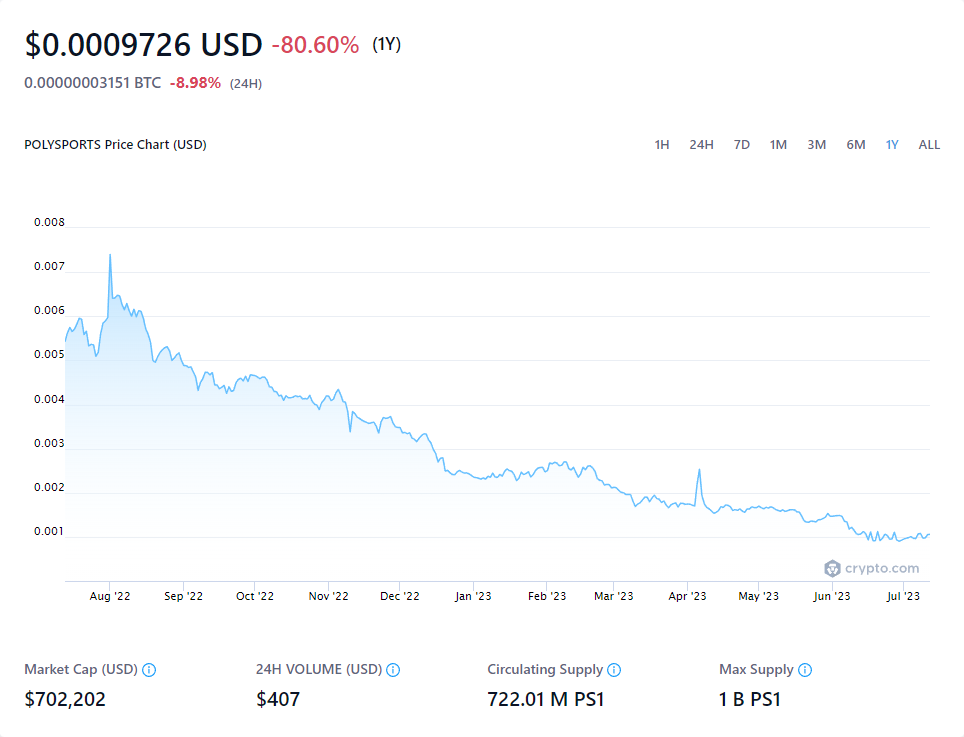 $0.0009726 USD -80.60% (1Y)
0.00000003151 BTC -8.98% (24H)
POLYSPORTS Price Chart (USD) 1H 24H 7D 1M 3M 6M 1Y ALL
0.008
0.007
0.006
0.005
0.004
0.003
0.002
0.001
crypto.com
Aug '22 Sep '22 Oct '22 Nov '22 Dec '22 Jan '23 Feb '23 Mar '23 Apr '23 May '23 Jun '23 Jul '23
Market Cap (USD) 24H VOLUME (USD) Circulating Supply Max Supply
$702,202 $407 722.01 M PS1 1 B PS1